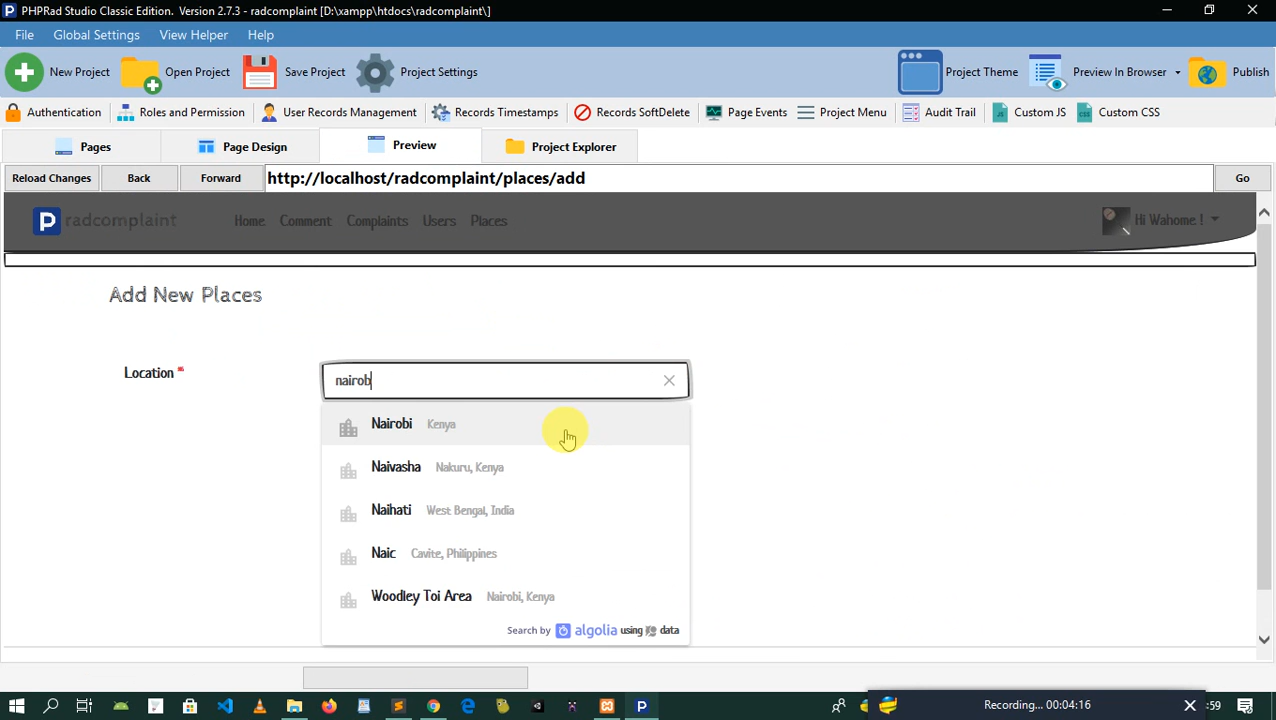 PHPRad Studio Classic Edition. Version 2.7.3 - radcomplaint [D:\xampp\htdocs\radcomplaint\]
File Global Settings View Helper Help
New Project Open Project Save Project Project Settings Theme Preview In Browser Publish
Authentication Roles and Permission User Records Management Records Timestamps Records SoftDelete Page Events Project Menu Audit Trail Custom JS Custom CSS
Pages Page Design Preview Project Explorer
Reload Changes Back Forward http://localhost/radcomplaint/places/add Go
radcomplaint Home Comment Complaints Users Places Hi Wahome !
Add New Places
Location * nairob
Nairobi Kenya
Naivasha Nakuru, Kenya
Naihati West Bengal, India
Naic Cavite, Philippines
Woodley Toi Area Nairobi, Kenya
Search by algolia using data
Recording... 00:04:16 :59